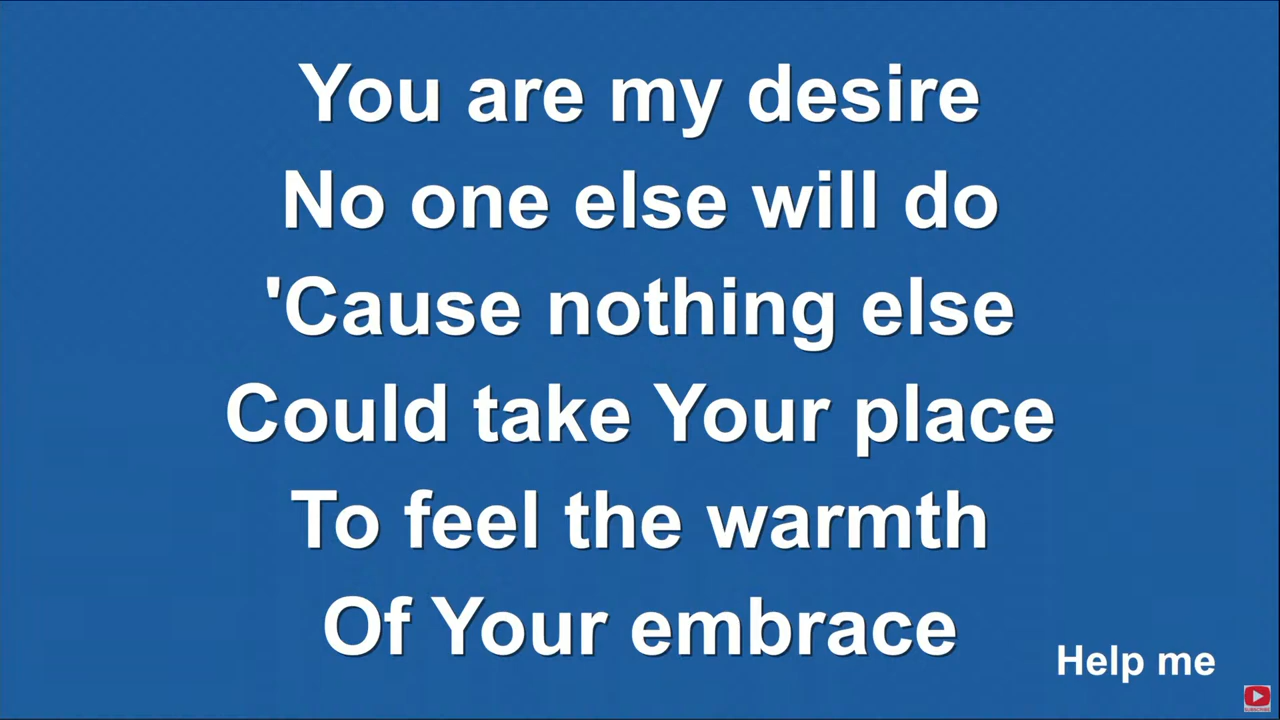 You are my desire
No one else will do
'Cause nothing else
Could take Your place
To feel the warmth
Of Your embrace
Help me
SUBSCRIBE